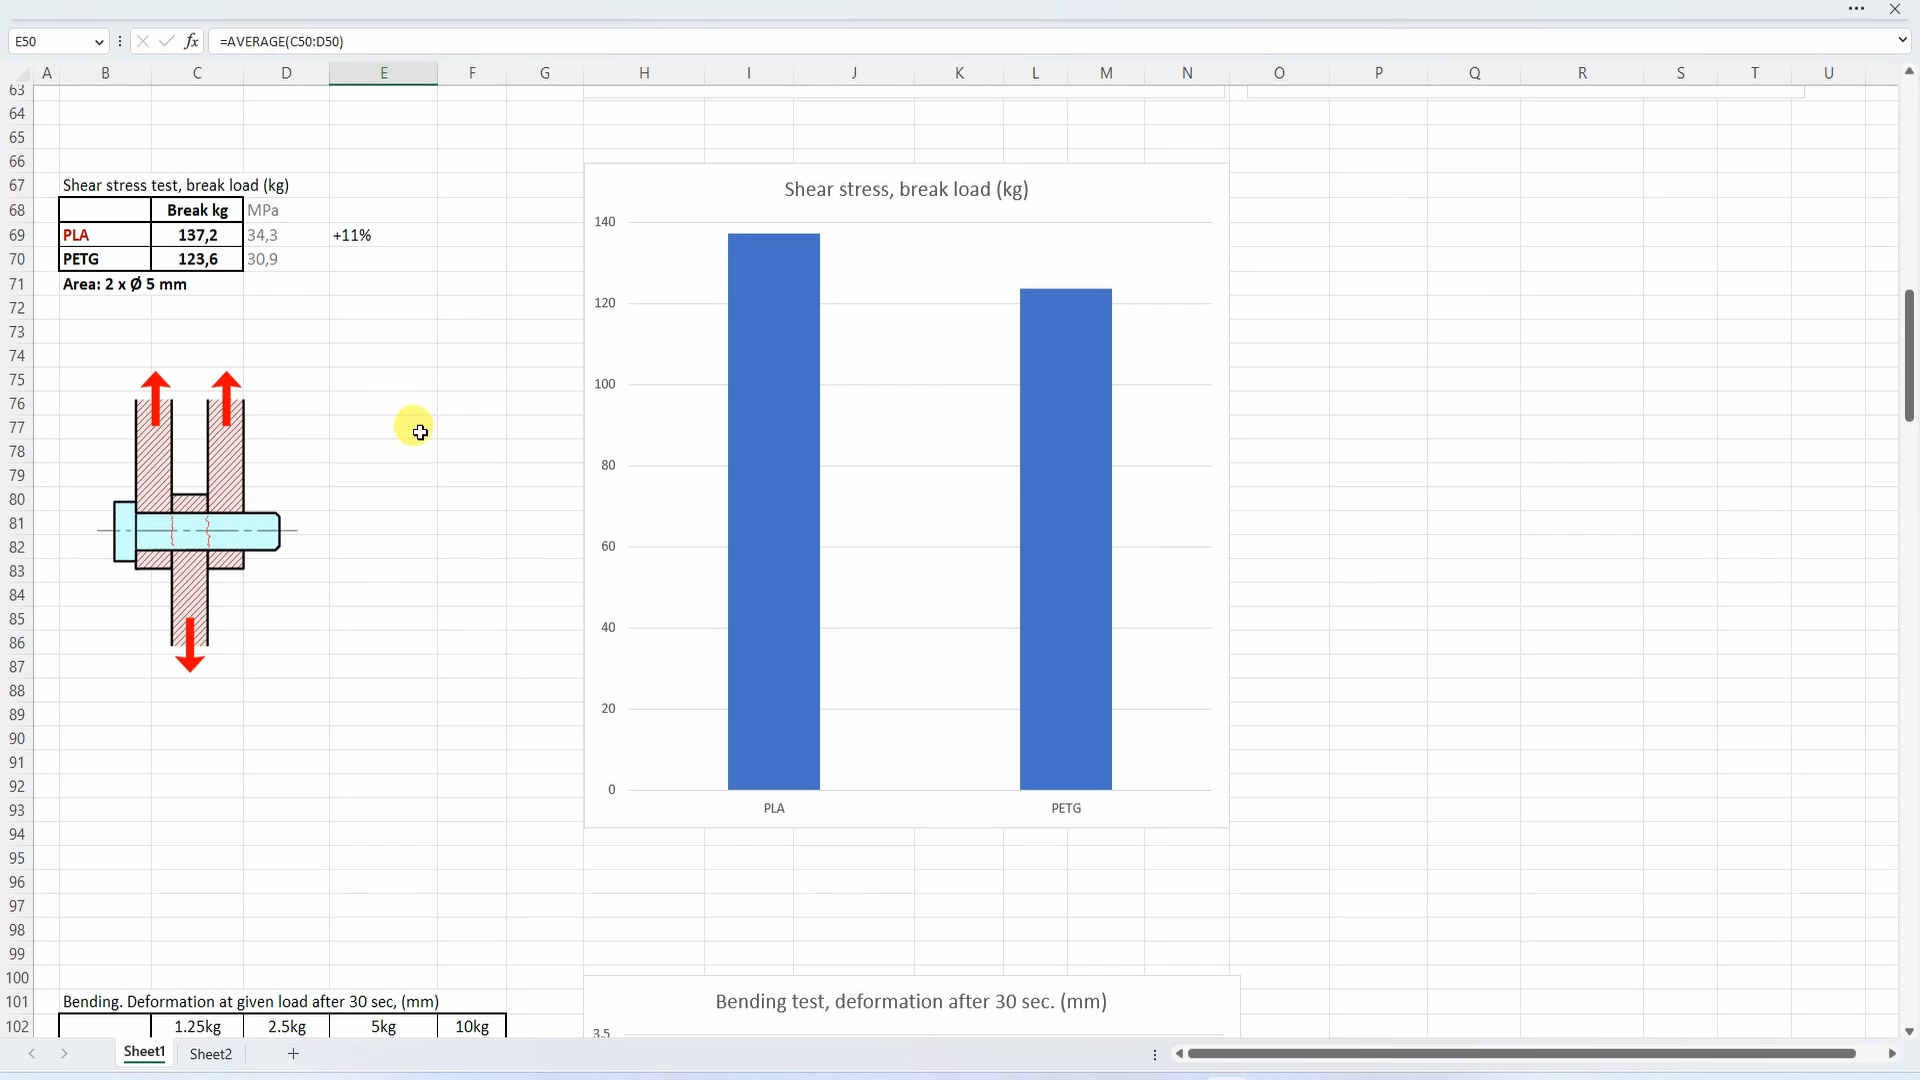 E50
fx
=AVERAGE(C50:D50)
A B C D E F G H I J K L M N O P Q R S T U
63
64
65
66
67 Shear stress test, break load (kg)
68 Break kg MPa
69 PLA 137,2 34,3 +11%
70 PETG 123,6 30,9
71 Area: 2 x Ø 5 mm
72
73
74
75
76
77
78
79
80
81
82
83
84
85
86
87
88
89
90
91
92
93
94
95
96
97
98
99
100
101 Bending. Deformation at given load after 30 sec, (mm)
102 1.25kg 2.5kg 5kg 10kg
Shear stress, break load (kg)
140
120
100
80
60
40
20
0
PLA PETG
Bending test, deformation after 30 sec. (mm)
3.5
Sheet1 Sheet2